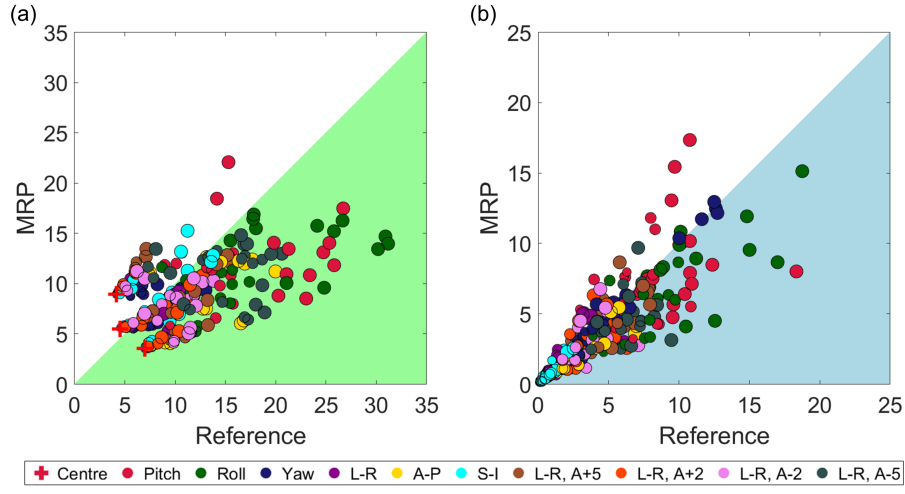 (a)
(b)
35
30
25
20
15
10
5
0
MRP
0 5 10 15 20 25 30 35
Reference
25
20
15
10
5
0
MRP
0 5 10 15 20 25
Reference
Centre Pitch Roll Yaw L-R A-P S-I L-R, A+5 L-R, A+2 L-R, A-2 L-R, A-5